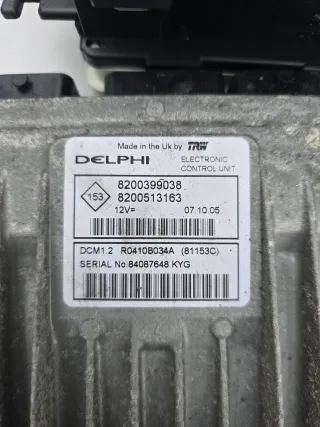 Made in the Uk by TRW
DELPHI ELECTRONIC CONTROL UNIT
153
8200399038
8200513163
12V= 07.10.05
DCM1.2 R0410B034A (81153C)
SERIAL No 84087648 KYG